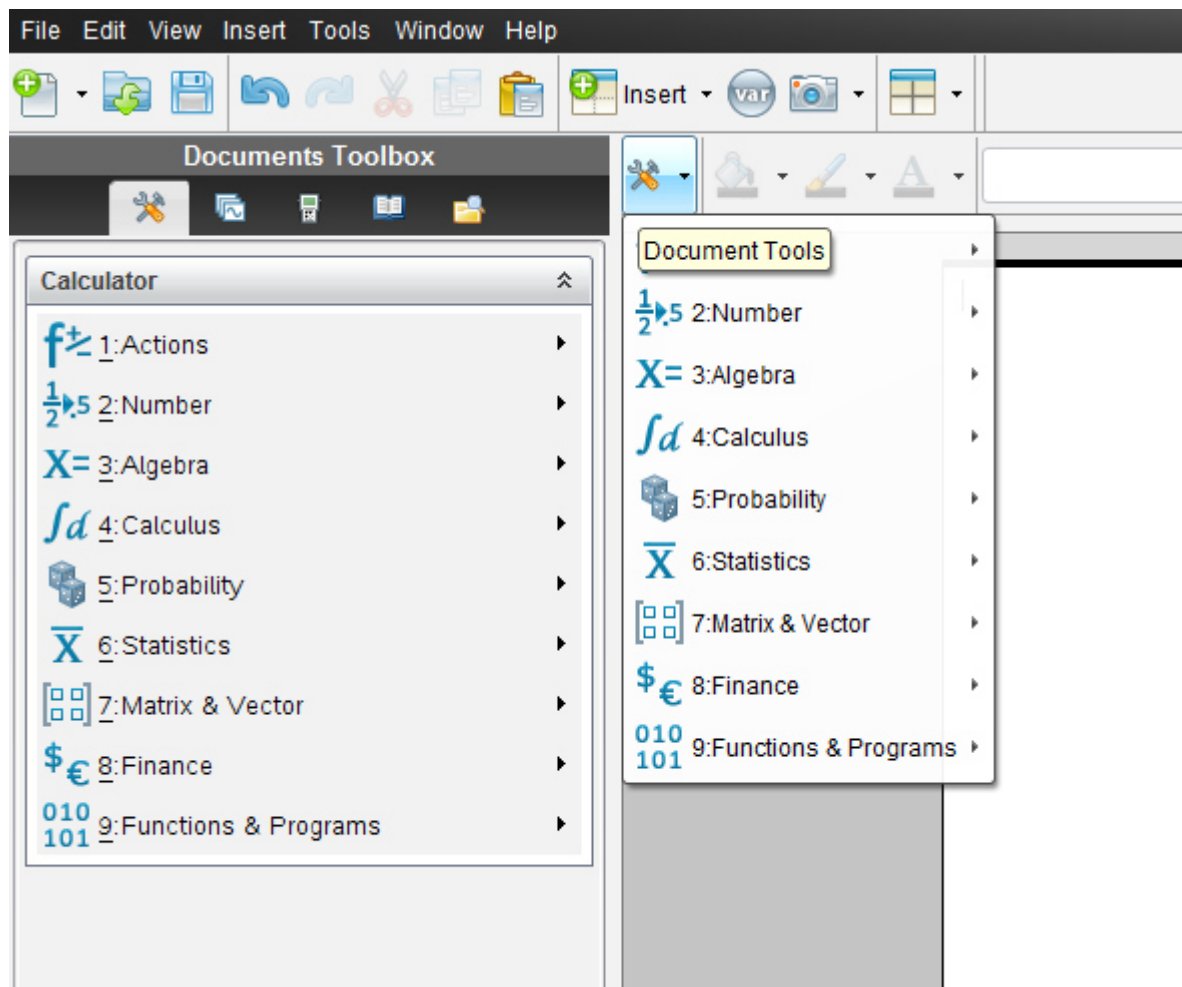 File Edit View Insert Tools Window Help
Insert var
Documents Toolbox
Document Tools
Calculator
1:Actions
2:Number
3:Algebra
4:Calculus
5:Probability
6:Statistics
7:Matrix & Vector
8:Finance
9:Functions & Programs
2:Number
3:Algebra
4:Calculus
5:Probability
6:Statistics
7:Matrix & Vector
8:Finance
9:Functions & Programs